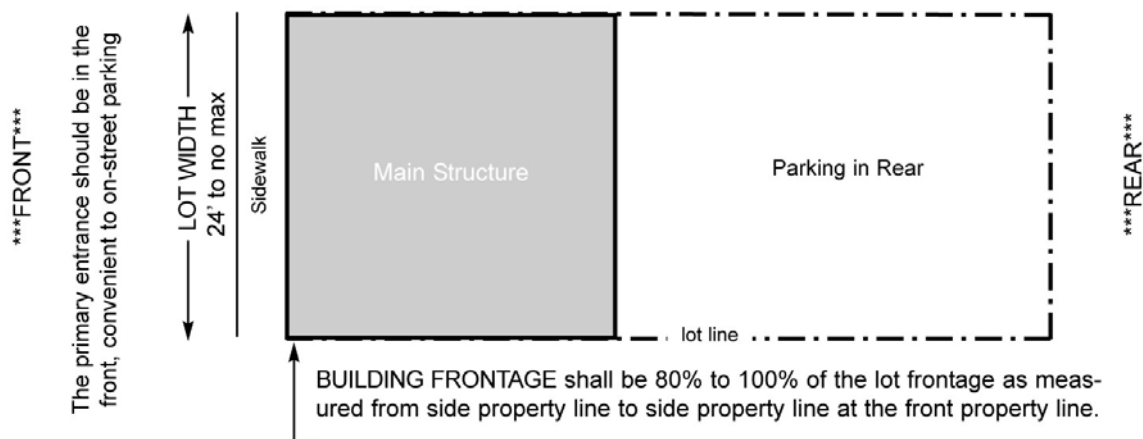 ***FRONT***
The primary entrance should be in the
front, convenient to on-street parking
LOT WIDTH
24' to no max
Sidewalk
Main Structure
Parking in Rear
***REAR***
lot line
BUILDING FRONTAGE shall be 80% to 100% of the lot frontage as meas-
ured from side property line to side property line at the front property line.